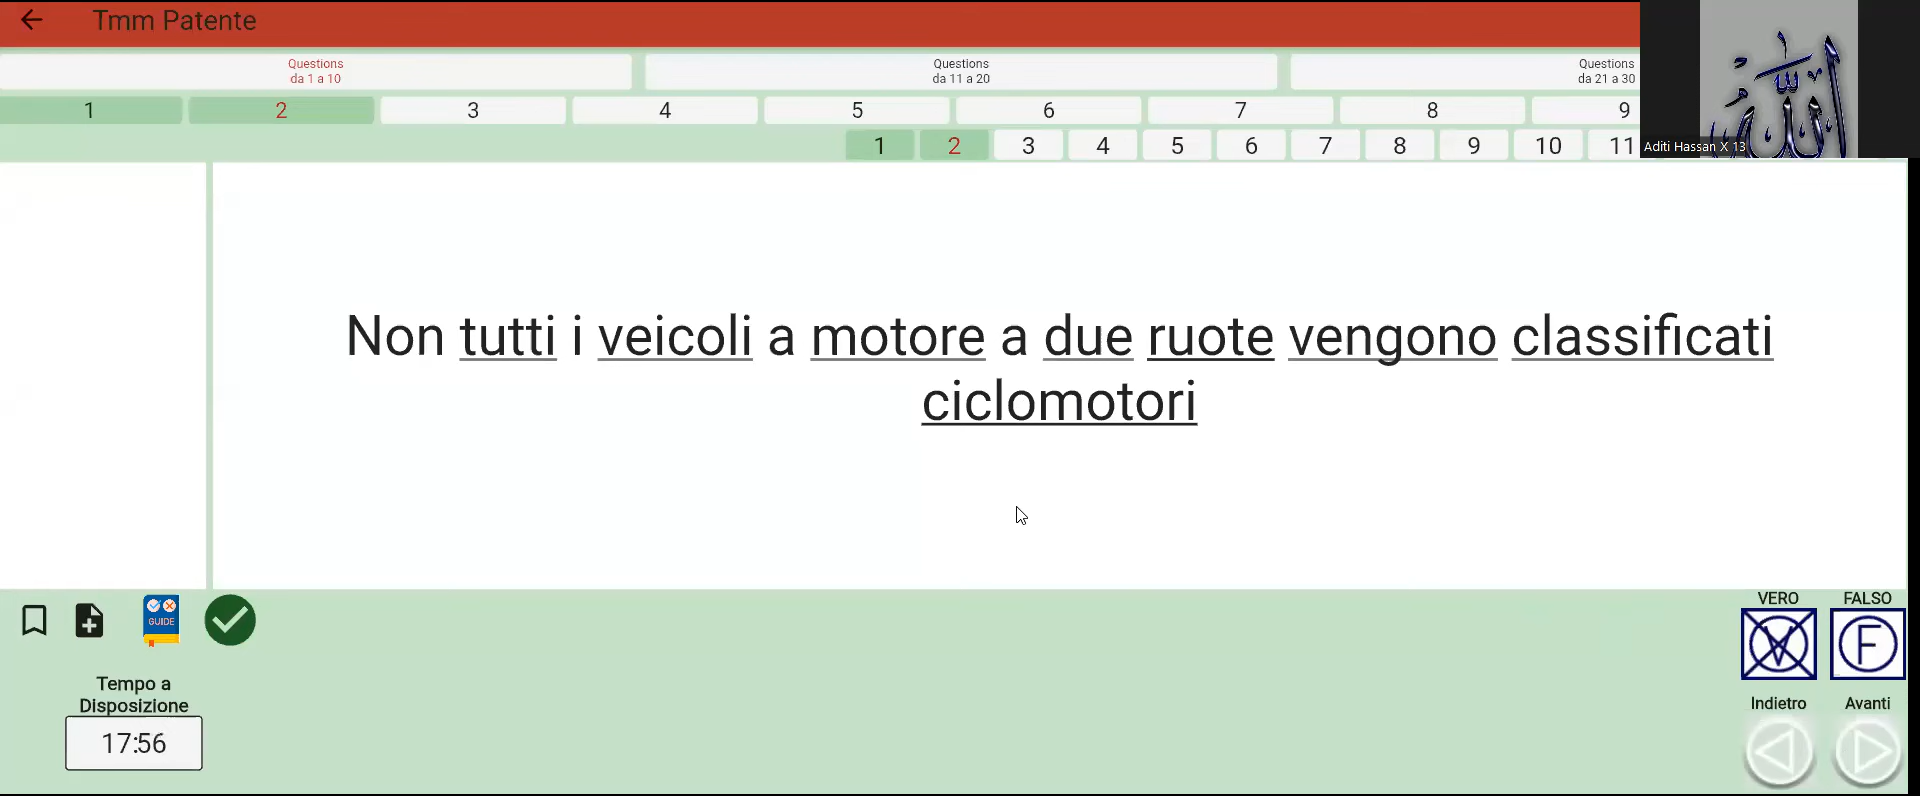 Tmm Patente
Questions
da 1 a 10
Questions
da 11 a 20
Questions
da 21 a 30
1 2 3 4 5 6 7 8 9
1 2 3 4 5 6 7 8 9 10 11
Aditi Hassan X 13
الله
Non tutti i veicoli a motore a due ruote vengono classificati
ciclomotori
GUIDE
VERO
FALSO
V
F
Tempo a
Disposizione
17:56
Indietro
Avanti